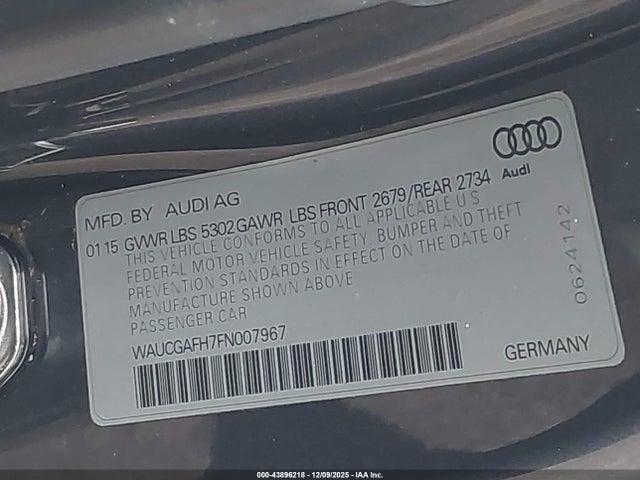 MFD. BY AUDI AG
Audi
01 15 GVWR LBS 5302 GAWR LBS FRONT 2679/REAR 2734
THIS VEHICLE CONFORMS TO ALL APPLICABLE U S
FEDERAL MOTOR VEHICLE SAFETY, BUMPER AND THEFT
PREVENTION STANDARDS IN EFFECT ON THE DATE OF
MANUFACTURE SHOWN ABOVE
PASSENGER CAR
WAUCGAFH7FN007967
GERMANY
0624142
000-43896218 - 12/09/2025 - IAA Inc.